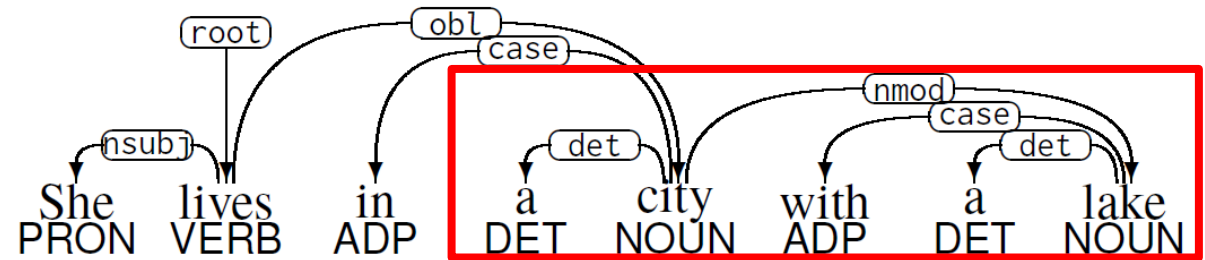 root
obl
case
nmod
case
nsubj
det
det
She lives in a city with a lake
PRON VERB ADP DET NOUN ADP DET NOUN